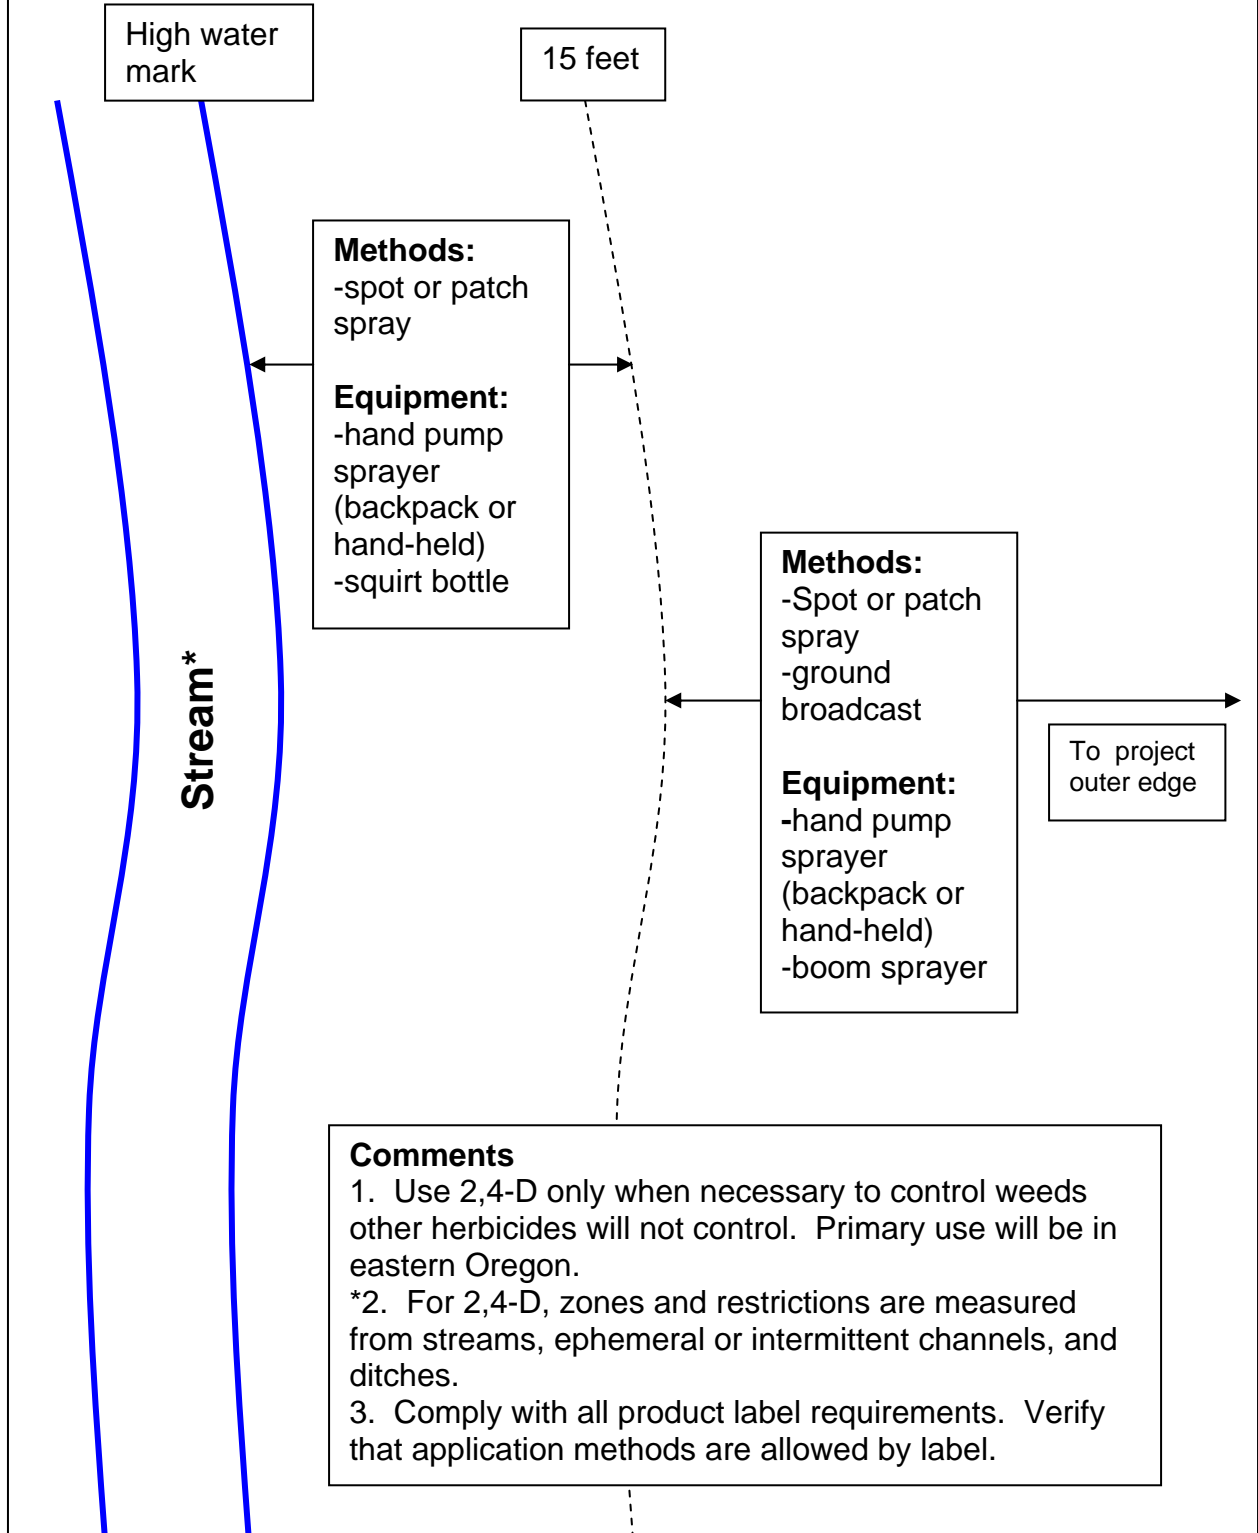 High water
mark
15 feet
Methods:
-spot or patch
spray
Equipment:
-hand pump
sprayer
(backpack or
hand-held)
-squirt bottle
Stream*
Methods:
-Spot or patch
spray
-ground
broadcast
Equipment:
-hand pump
sprayer
(backpack or
hand-held)
-boom sprayer
To project
outer edge
Comments
1. Use 2,4-D only when necessary to control weeds
other herbicides will not control. Primary use will be in
eastern Oregon.
*2. For 2,4-D, zones and restrictions are measured
from streams, ephemeral or intermittent channels, and
ditches.
3. Comply with all product label requirements. Verify
that application methods are allowed by label.